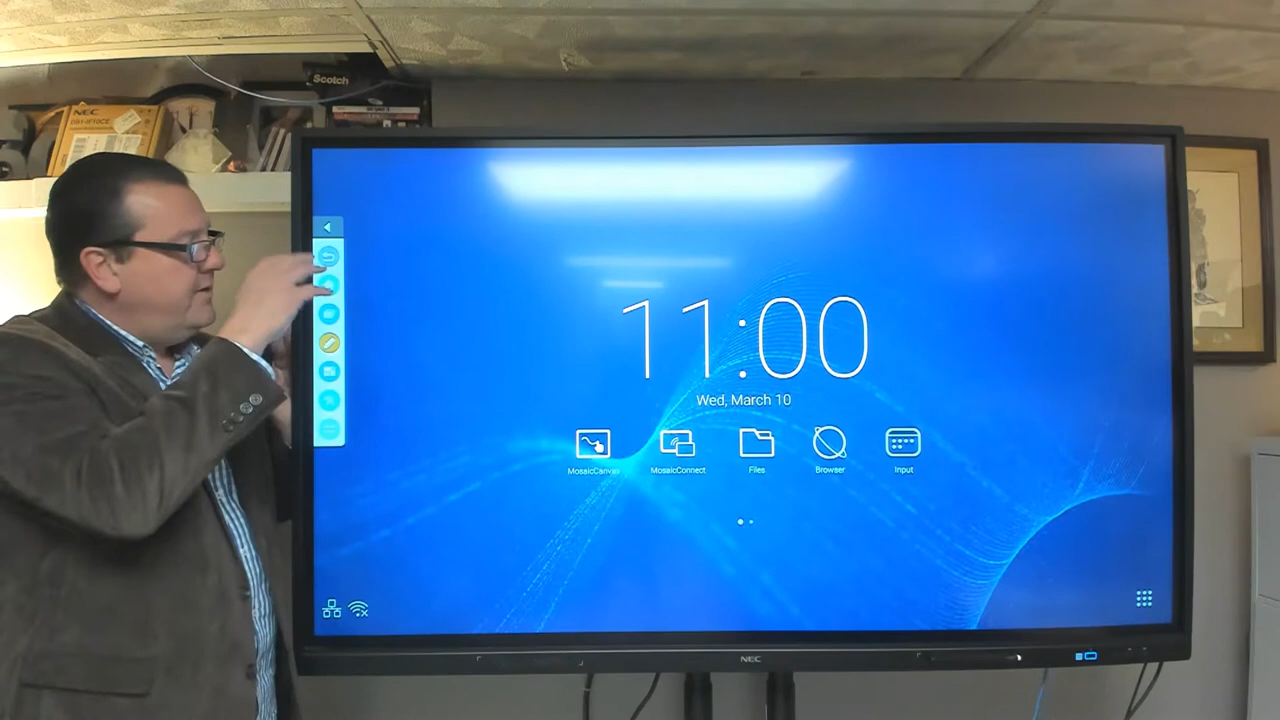 Scotch
NEC
11:00
Wed, March 10
MosaicCanvas
MosaicConnect
Files
Browser
Input
NEC